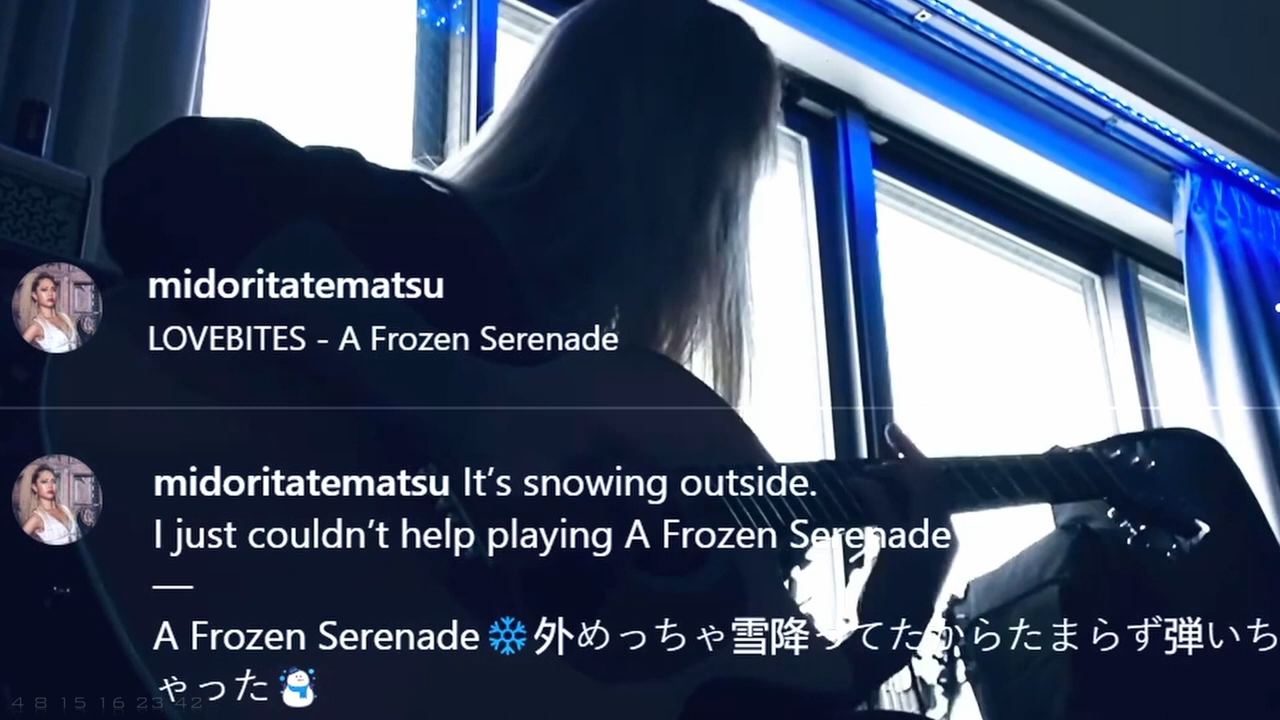 midoritatematsu
LOVEBITES - A Frozen Serenade
midoritatematsu It’s snowing outside.
I just couldn’t help playing A Frozen Serenade
—
A Frozen Serenade❄️外めっちゃ雪降ってたからたまらず弾いち
ゃった⛄
4 8 15 16 23 42